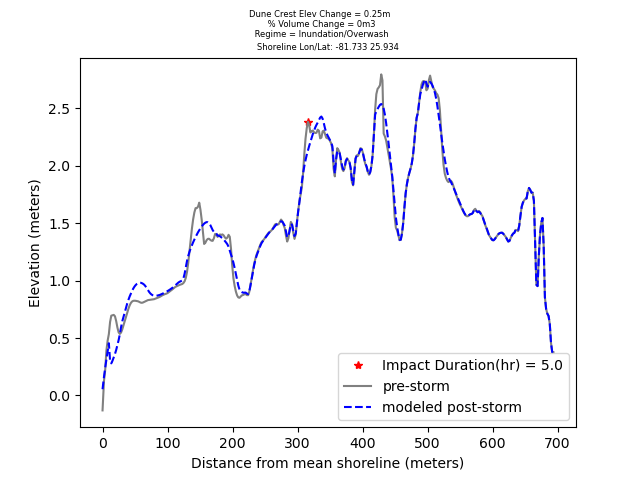 Dune Crest Elev Change = 0.25m
% Volume Change = 0m3
Regime = Inundation/Overwash
Shoreline Lon/Lat: -81.733 25.934
2.5
2.0
1.5
1.0
0.5
0.0
Elevation (meters)
Impact Duration(hr) = 5.0
pre-storm
modeled post-storm
0 100 200 300 400 500 600 700
Distance from mean shoreline (meters)